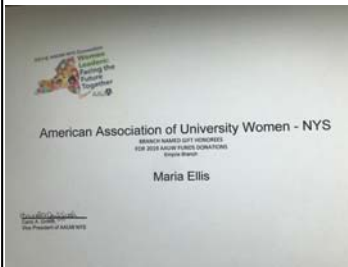 Women
Leaders:
Facing the
Future
Together
American Association of University Women - NYS
BRANCH NAMED GIFT HONOREES
FOR 2015 AAUW FUNDS DONATIONS
Empire Branch
Maria Ellis
Vice President of AAUW NYS